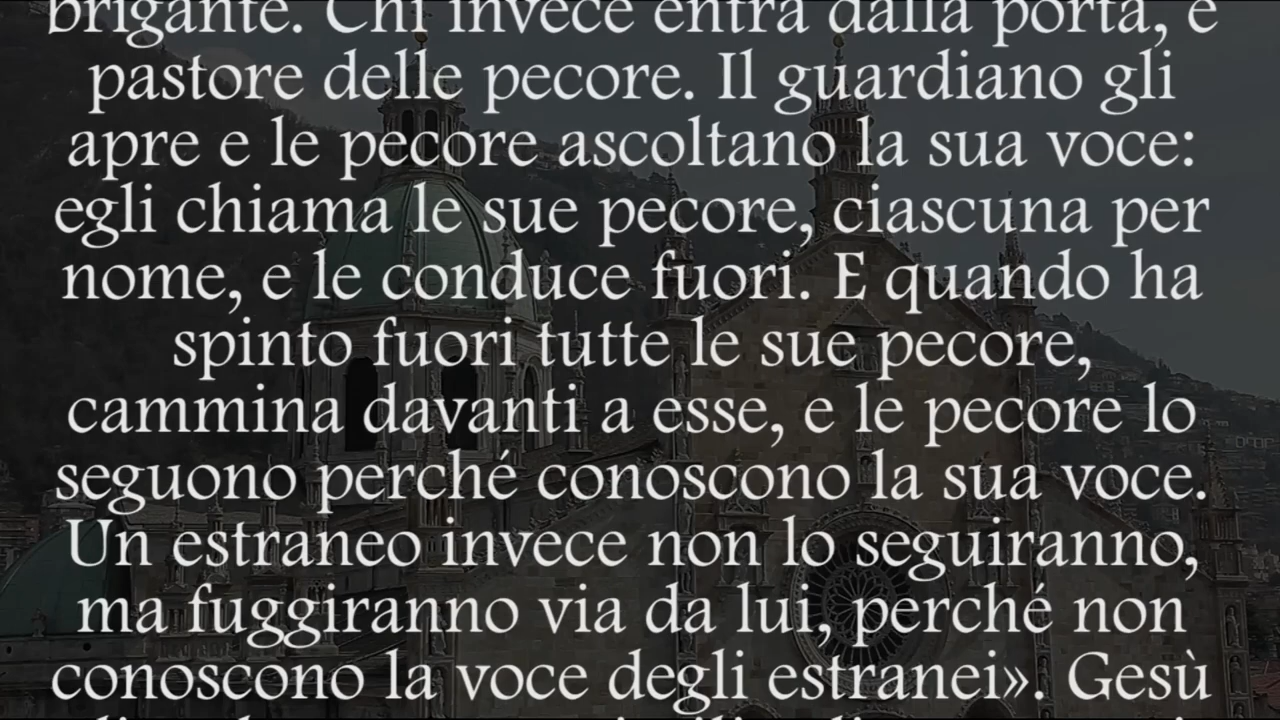 brigante. Chi invece entra dalla porta, è
pastore delle pecore. Il guardiano gli
apre e le pecore ascoltano la sua voce:
egli chiama le sue pecore, ciascuna per
nome, e le conduce fuori. E quando ha
spinto fuori tutte le sue pecore,
cammina davanti a esse, e le pecore lo
seguono perché conoscono la sua voce.
Un estraneo invece non lo seguiranno,
ma fuggiranno via da lui, perché non
conoscono la voce degli estranei». Gesù